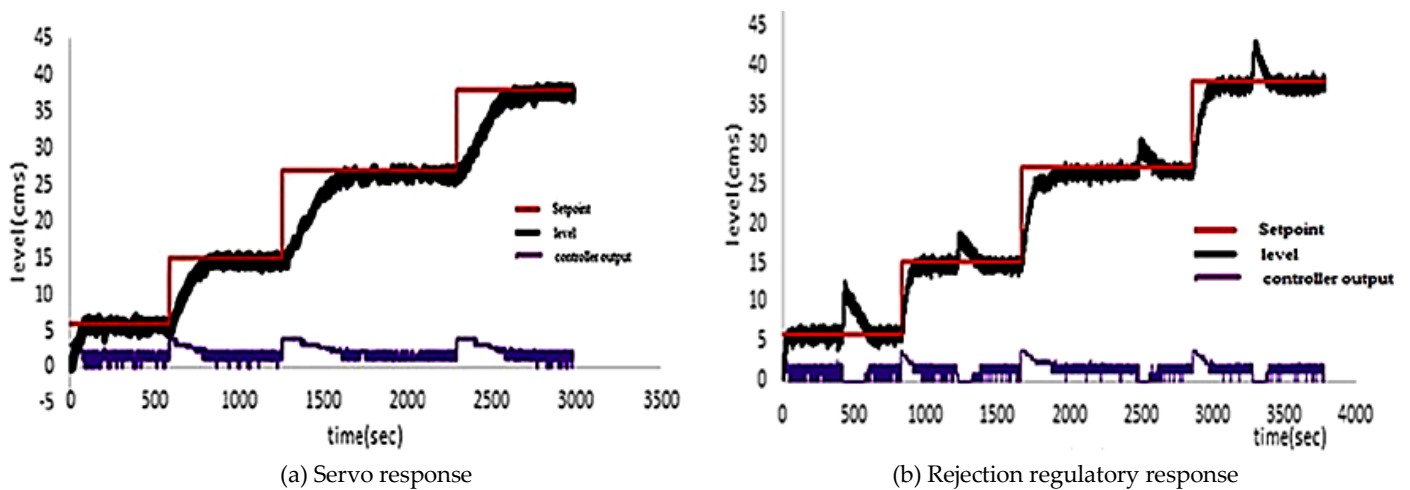 45
40
35
30
25
20
15
10
5
0
-5
level(cms)
0 500 1000 1500 2000 2500 3000 3500
time(sec)
Setpoint
level
controller output
(a) Servo response
45
40
35
30
25
20
15
10
5
0
level(cms)
0 500 1000 1500 2000 2500 3000 3500 4000
time(sec)
Setpoint
level
controller output
(b) Rejection regulatory response